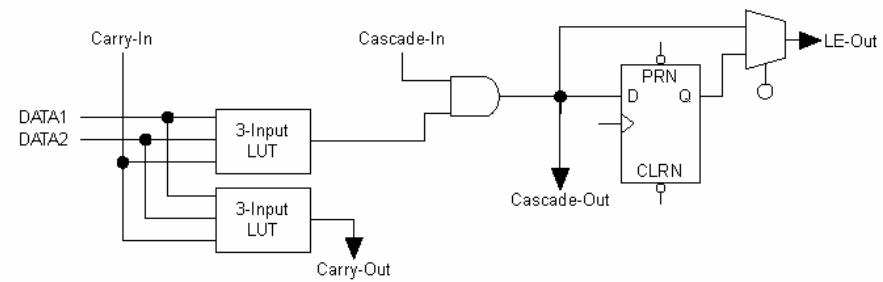 Carry-In
Cascade-In
LE-Out
PRN
D
Q
DATA1
DATA2
3-Input
LUT
CLRN
Cascade-Out
3-Input
LUT
Carry-Out